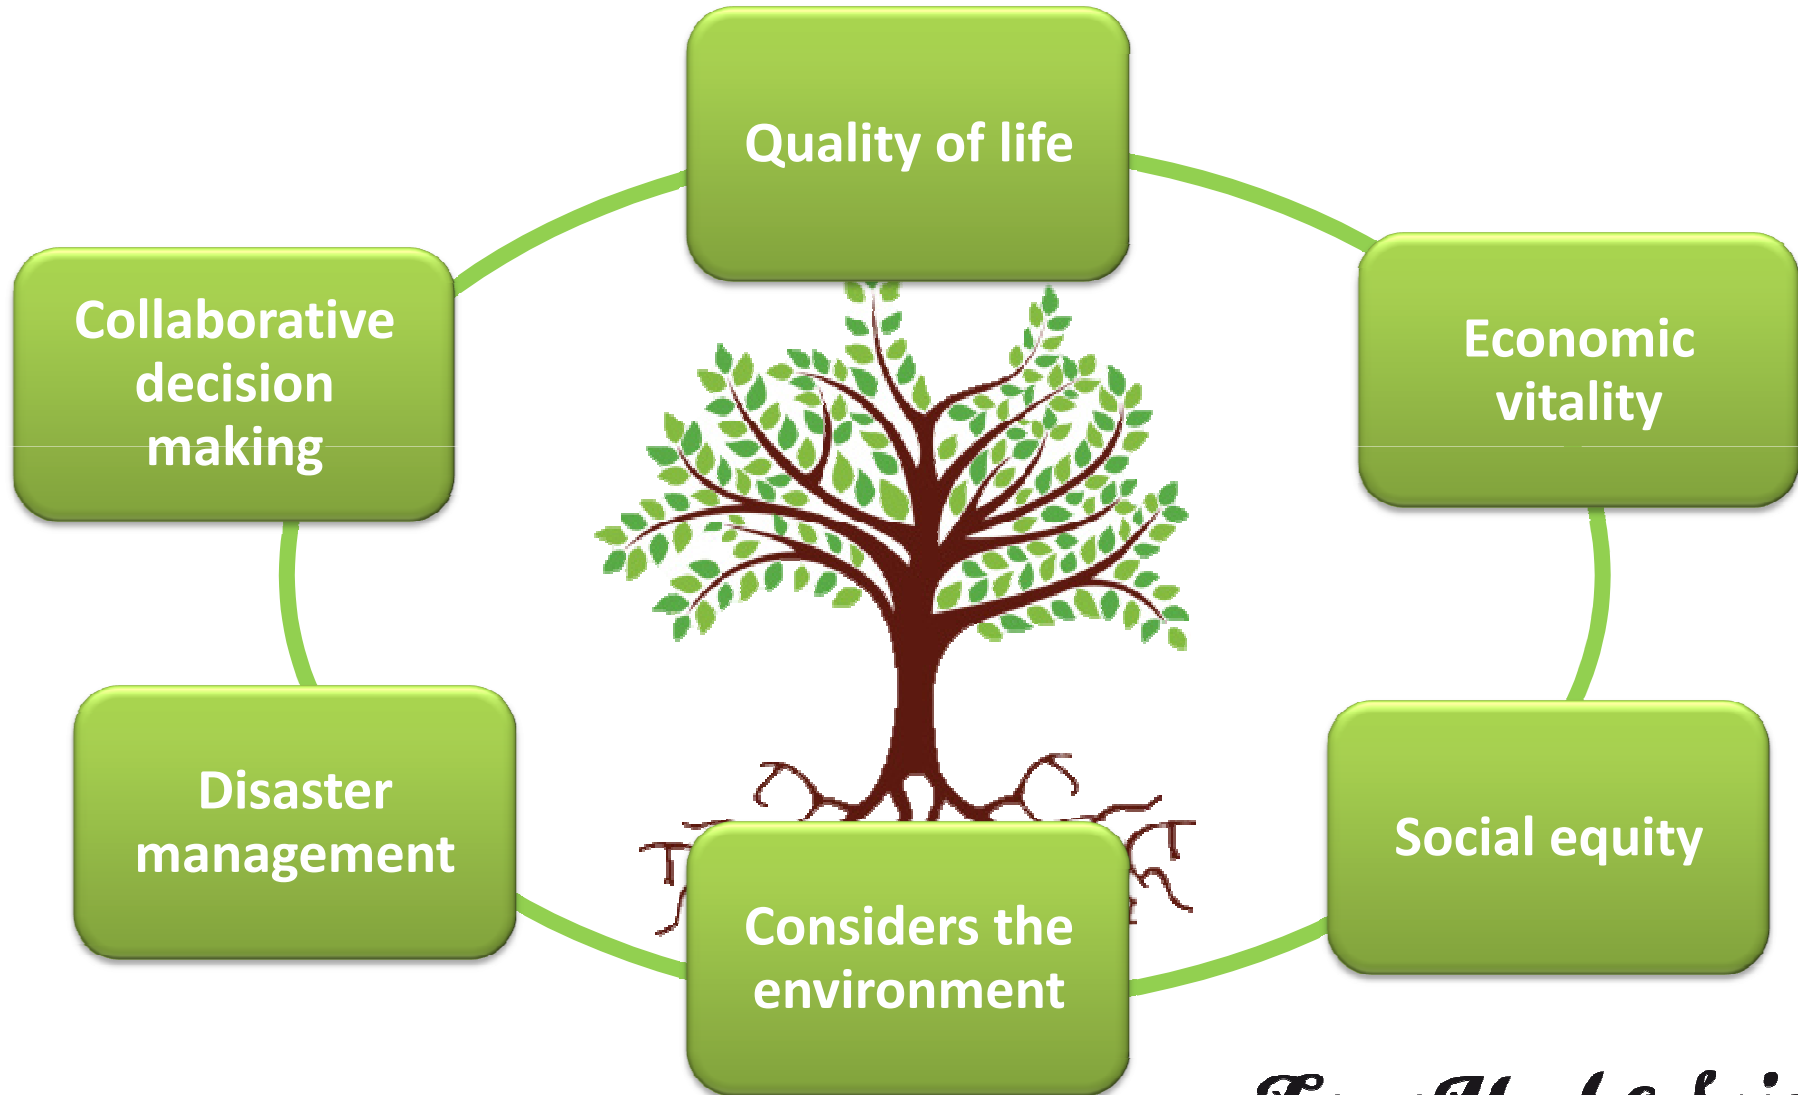 Quality of life
Economic
vitality
Social equity
Considers the
environment
Disaster
management
Collaborative
decision
making